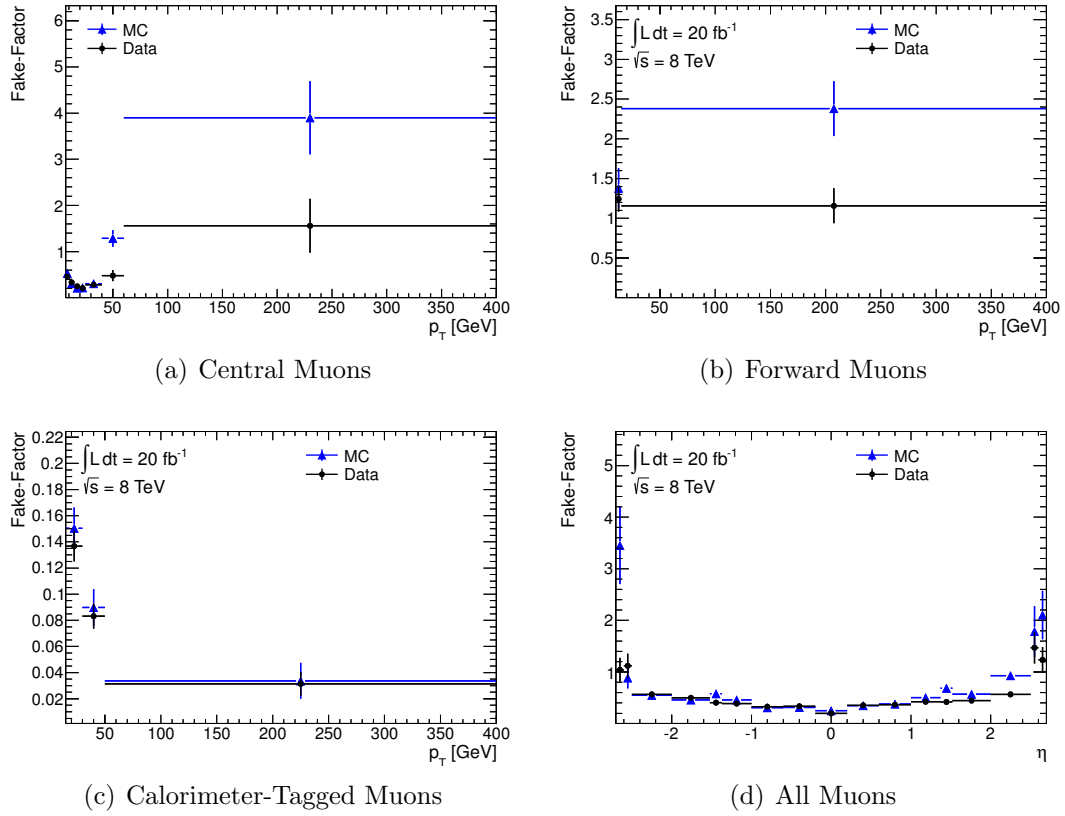 Fake-Factor
6
5
4
3
2
1
MC
Data
50 100 150 200 250 300 350 400
p_T [GeV]
(a) Central Muons
Fake-Factor
3.5
3
2.5
2
1.5
1
0.5
∫L dt = 20 fb⁻¹
√s = 8 TeV
MC
Data
50 100 150 200 250 300 350 400
p_T [GeV]
(b) Forward Muons
Fake-Factor
0.22
0.2
0.18
0.16
0.14
0.12
0.1
0.08
0.06
0.04
0.02
∫L dt = 20 fb⁻¹
√s = 8 TeV
MC
Data
50 100 150 200 250 300 350 400
p_T [GeV]
(c) Calorimeter-Tagged Muons
Fake-Factor
5
4
3
2
1
∫L dt = 20 fb⁻¹
√s = 8 TeV
MC
Data
-2 -1 0 1 2
η
(d) All Muons